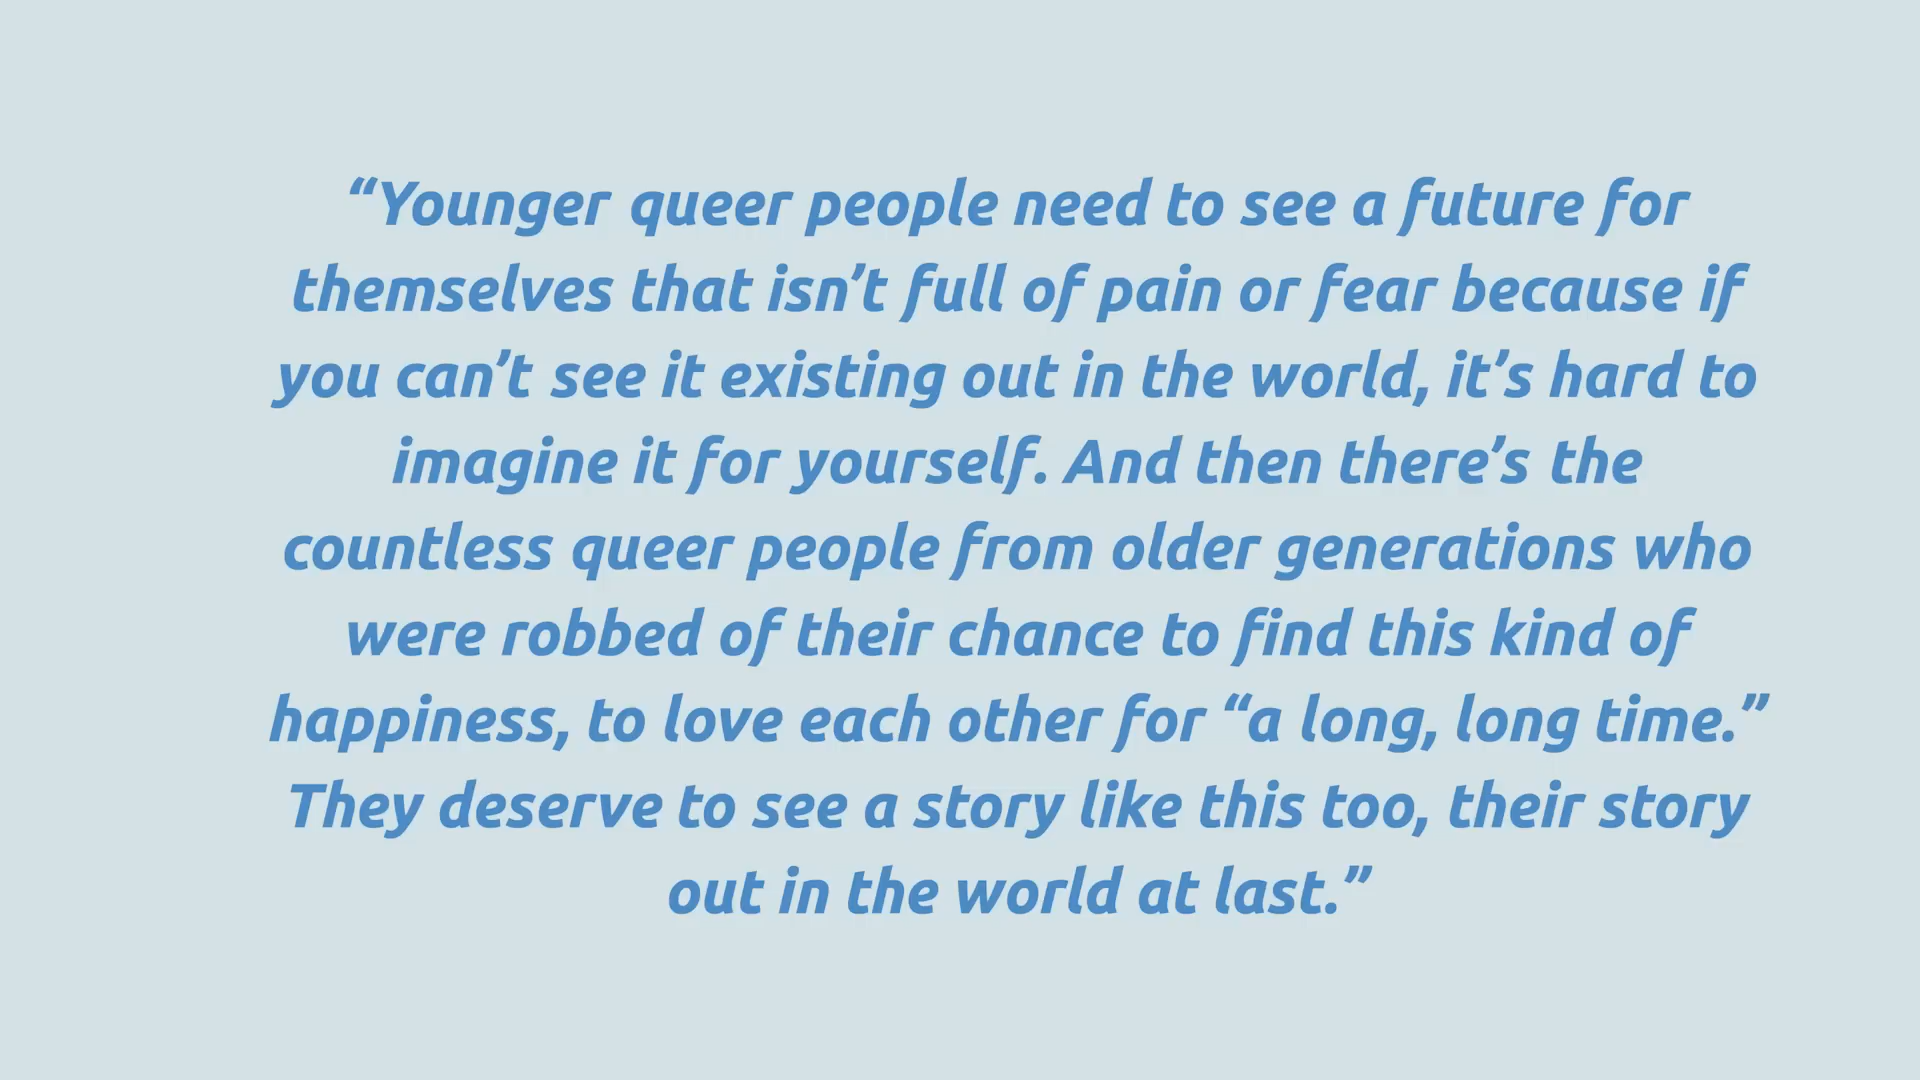 “Younger queer people need to see a future for
themselves that isn’t full of pain or fear because if
you can’t see it existing out in the world, it’s hard to
imagine it for yourself. And then there’s the
countless queer people from older generations who
were robbed of their chance to find this kind of
happiness, to love each other for “a long, long time.”
They deserve to see a story like this too, their story
out in the world at last.”